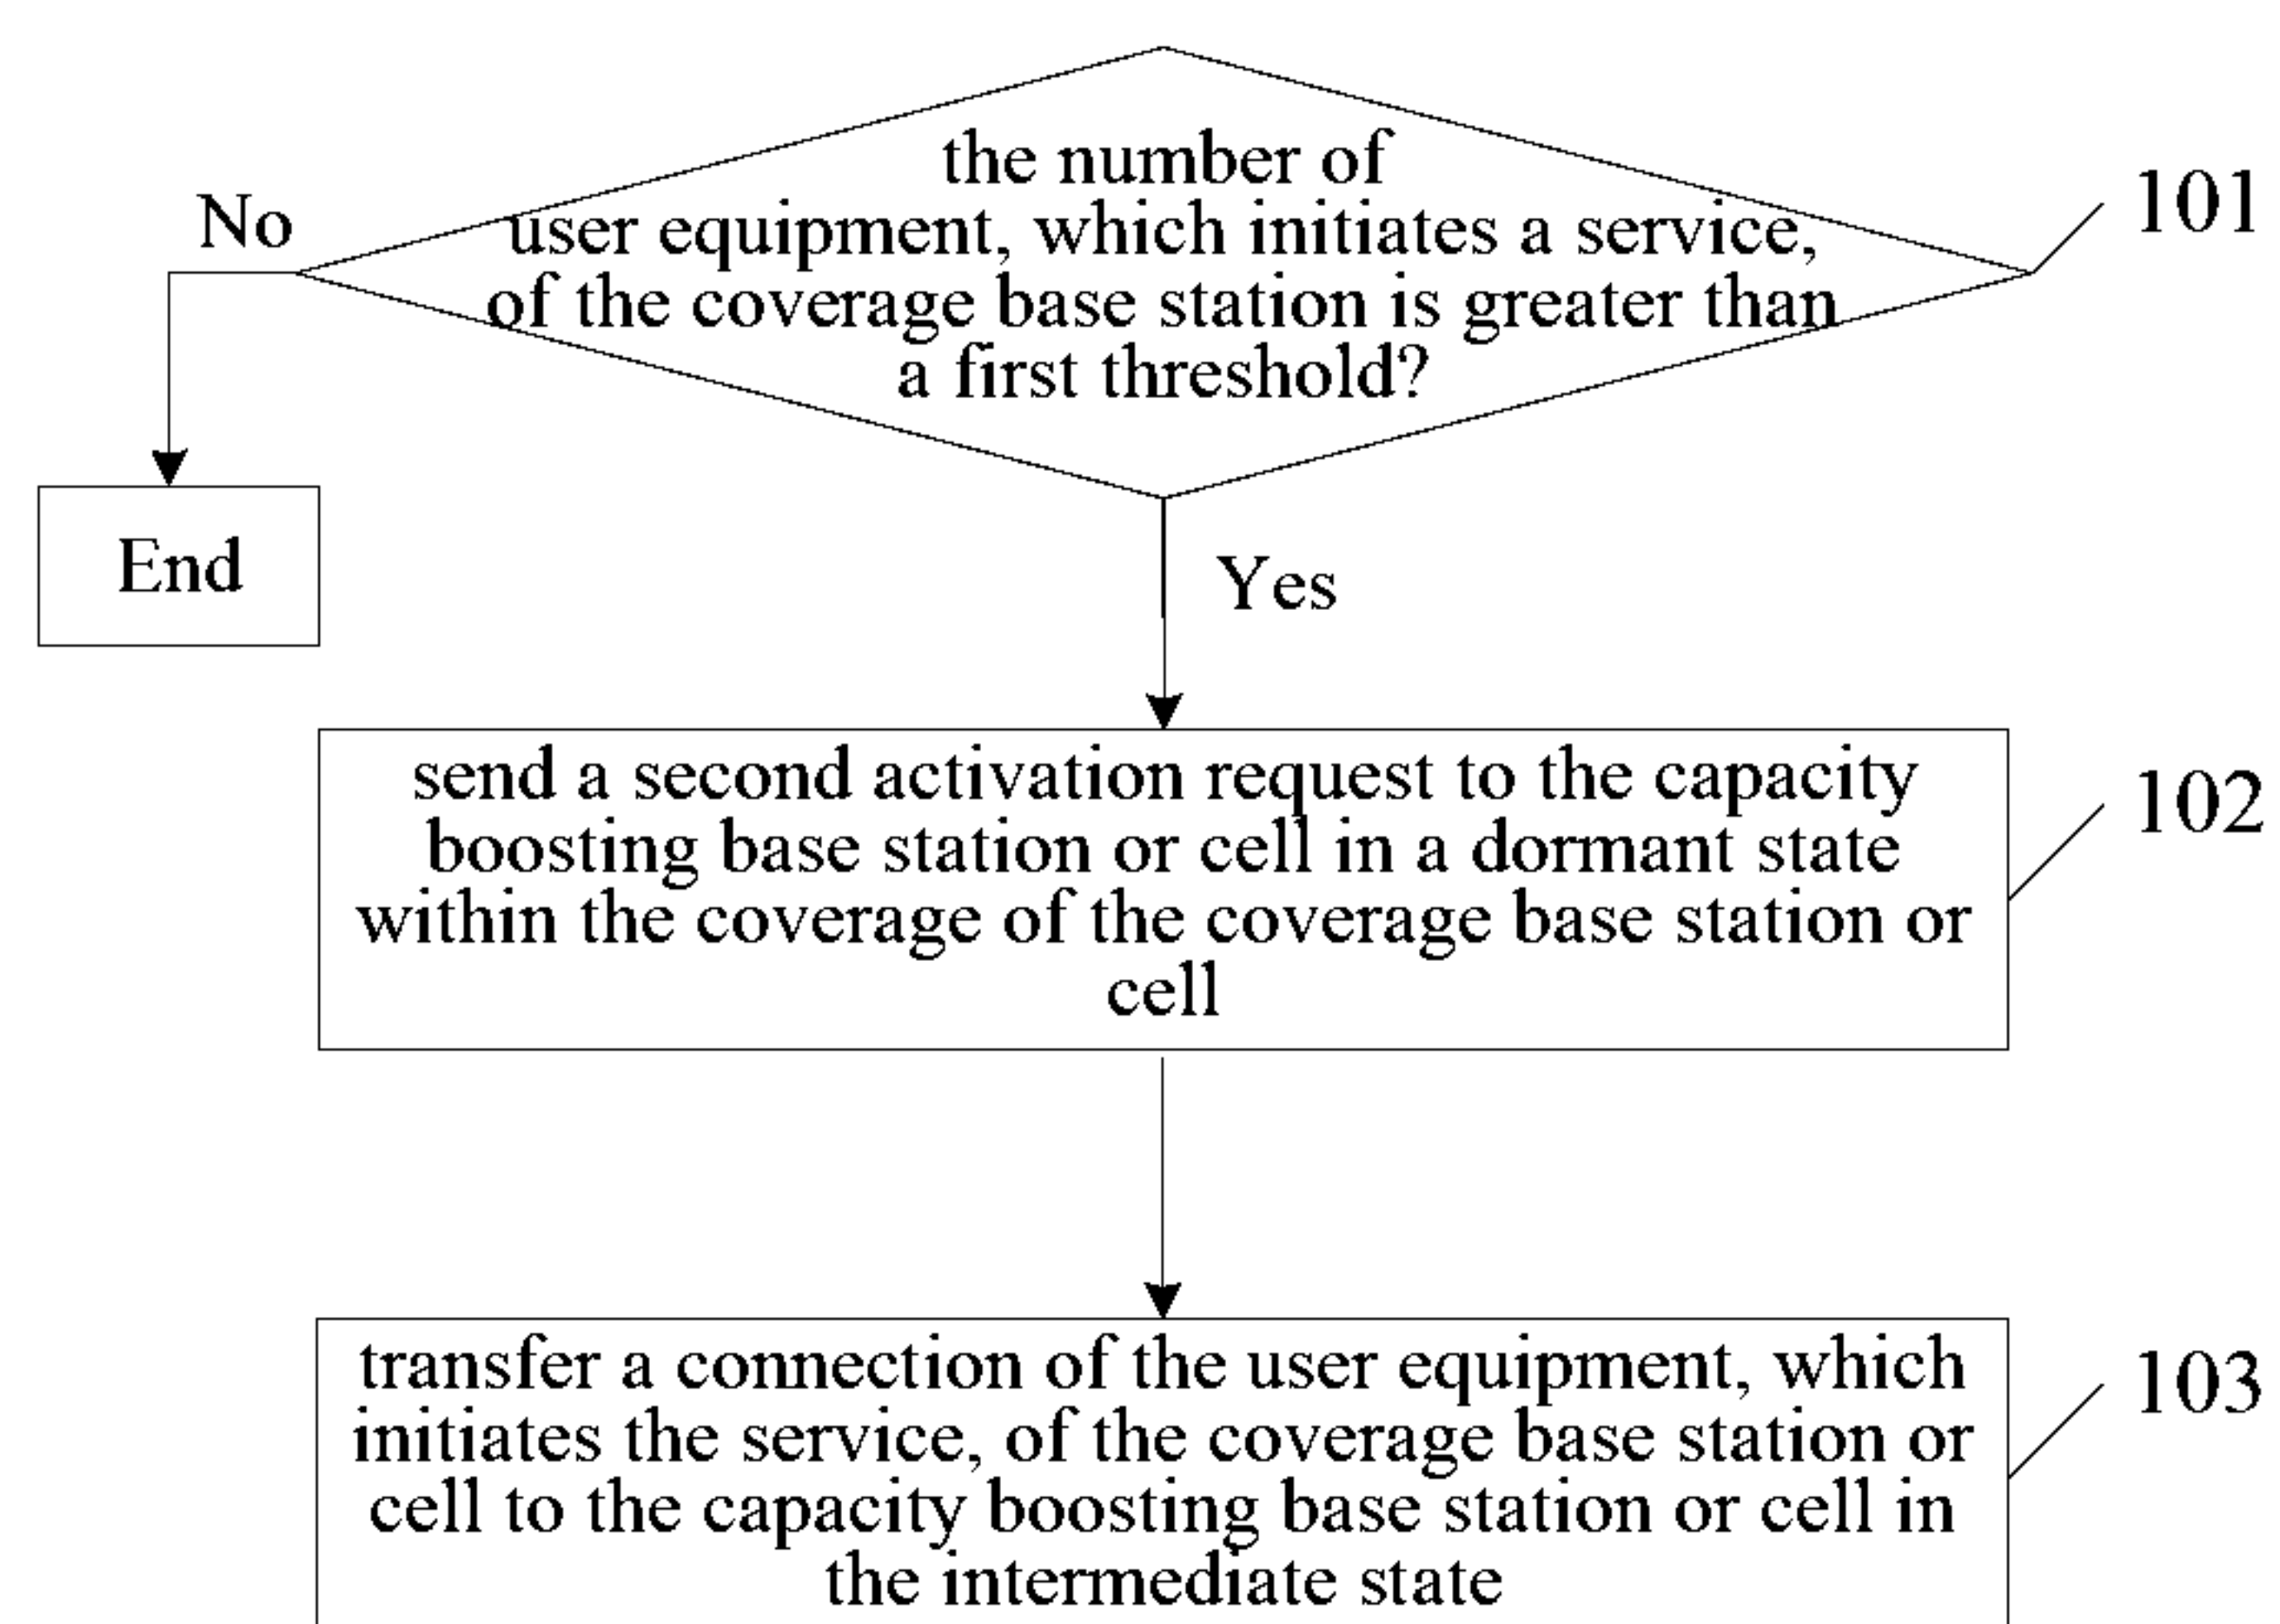 the number of
user equipment, which initiates a service,
of the coverage base station is greater than
a first threshold?
101
No
End
Yes
send a second activation request to the capacity
boosting base station or cell in a dormant state
within the coverage of the coverage base station or
cell
102
transfer a connection of the user equipment, which
initiates the service, of the coverage base station or
cell to the capacity boosting base station or cell in
the intermediate state
103